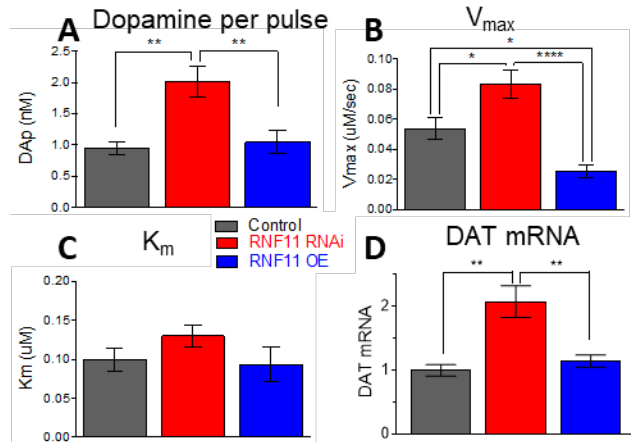 A Dopamine per pulse
** **
2.5
2.0
1.5
1.0
0.5
0.0
DAp (nM)
B Vmax
*
* ****
0.10
0.08
0.06
0.04
0.02
0.00
Vmax (uM/sec)
Control
RNF11 RNAi
RNF11 OE
C Km
0.20
0.15
0.10
0.05
0.00
Km (uM)
D DAT mRNA
** **
2
1
0
DAT mRNA